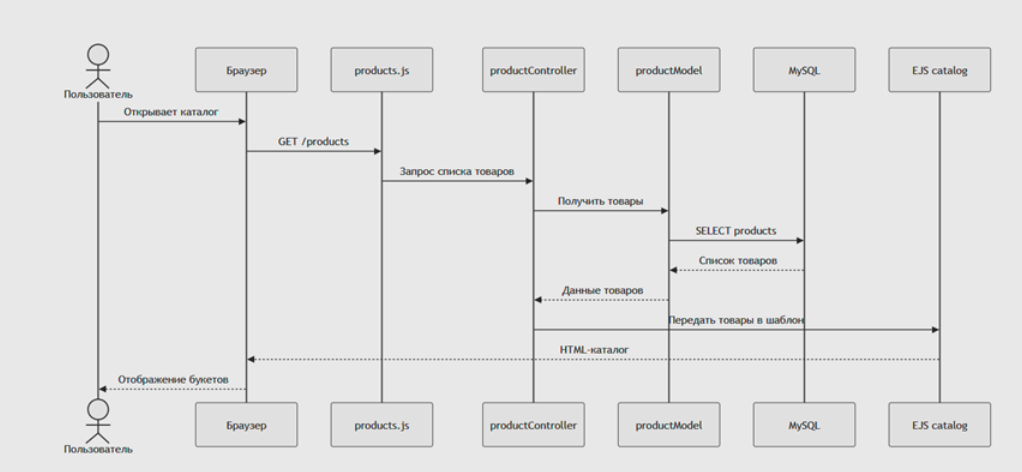 Пользователь
Браузер
products.js
productController
productModel
MySQL
EJS catalog
Открывает каталог
GET /products
Запрос списка товаров
Получить товары
SELECT products
Список товаров
Данные товаров
Передать товары в шаблон
HTML-каталог
Отображение букетов
Пользователь
Браузер
products.js
productController
productModel
MySQL
EJS catalog